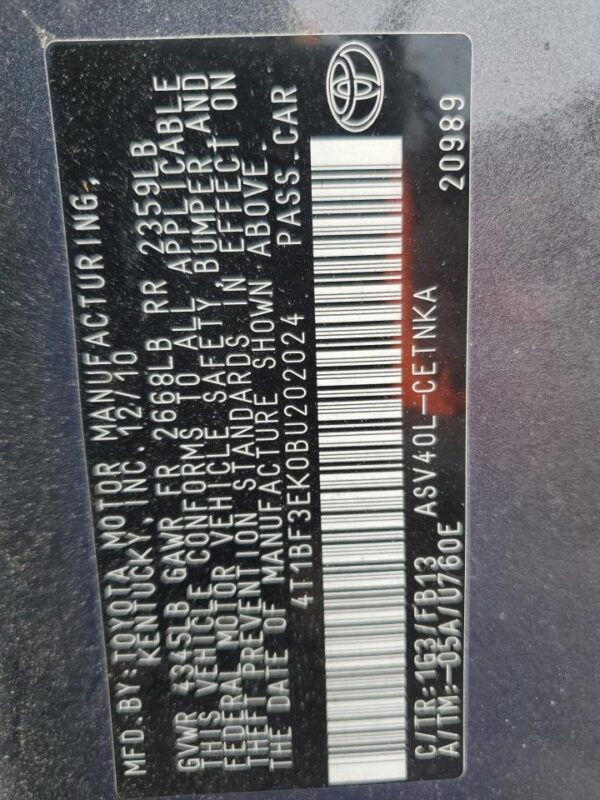 MFD.BY:TOYOTA MOTOR MANUFACTURING,
KENTUCKY,INC.12/10
GVWR 4345LB GAWR FR 2668LB RR 2359LB
THIS VEHICLE CONFORMS TO ALL APPLICABLE
FEDERAL MOTOR VEHICLE SAFETY BUMPER,AND
THEFT PREVENTION STANDARDS IN EFFECT ON
THE DATE OF MANUFACTURE SHOWN ABOVE.
4T1BF3EK0BU202024 PASS.CAR
C/TR:1G3/FB13 ASV40L-CETNKA
A/TM:-05A/U760E 20989